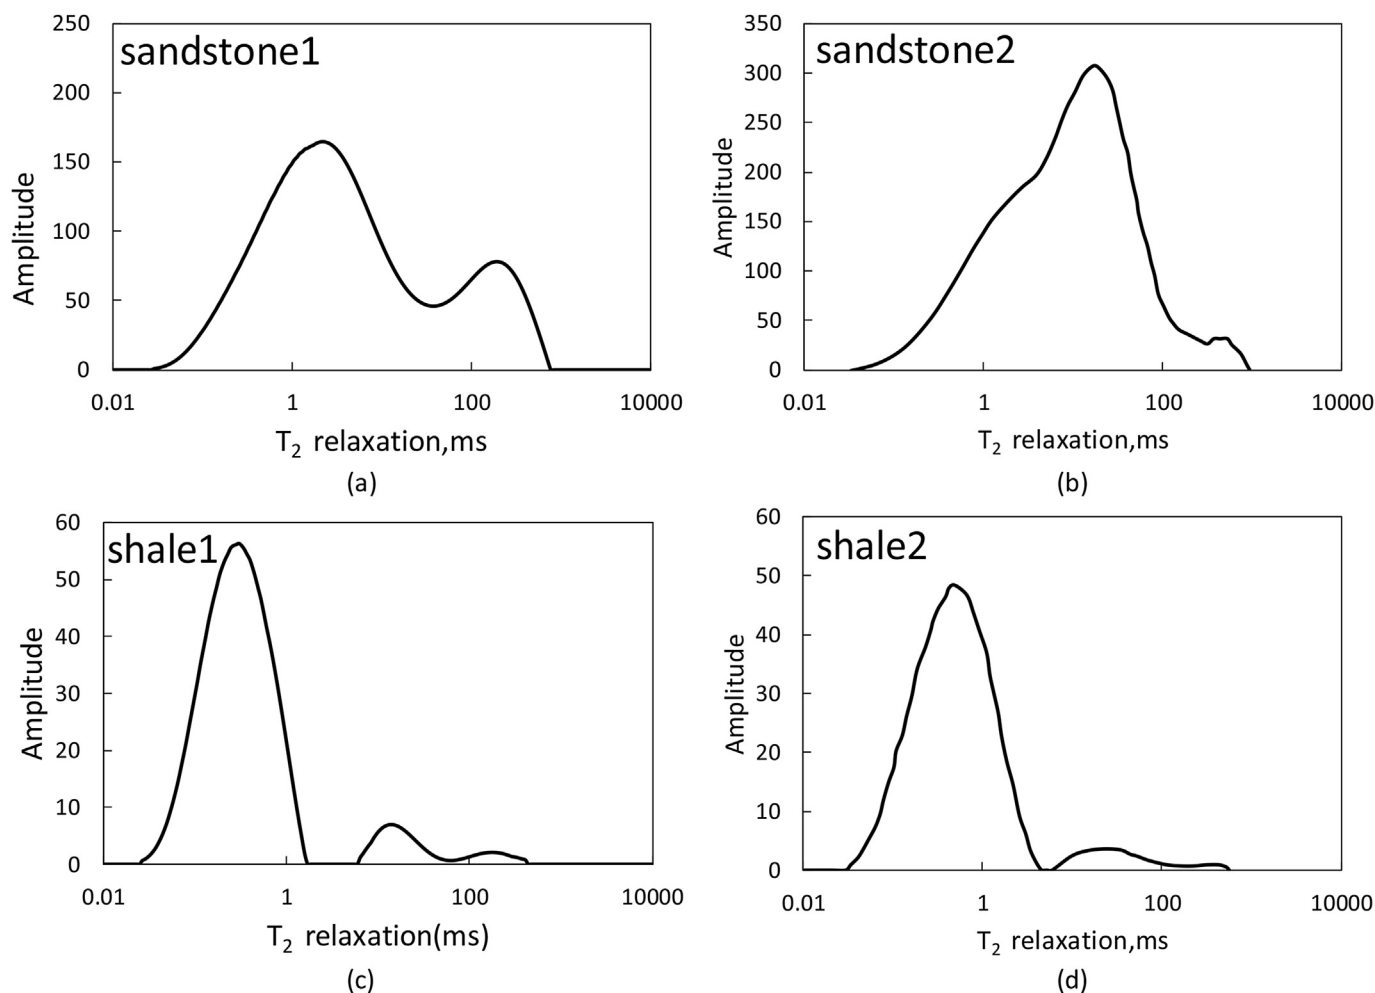 sandstone1
250
200
150
100
50
0
Amplitude
0.01 1 100 10000
T2 relaxation,ms
(a)
sandstone2
350
300
250
200
150
100
50
0
Amplitude
0.01 1 100 10000
T2 relaxation,ms
(b)
shale1
60
50
40
30
20
10
0
Amplitude
0.01 1 100 10000
T2 relaxation(ms)
(c)
shale2
60
50
40
30
20
10
0
Amplitude
0.01 1 100 10000
T2 relaxation,ms
(d)